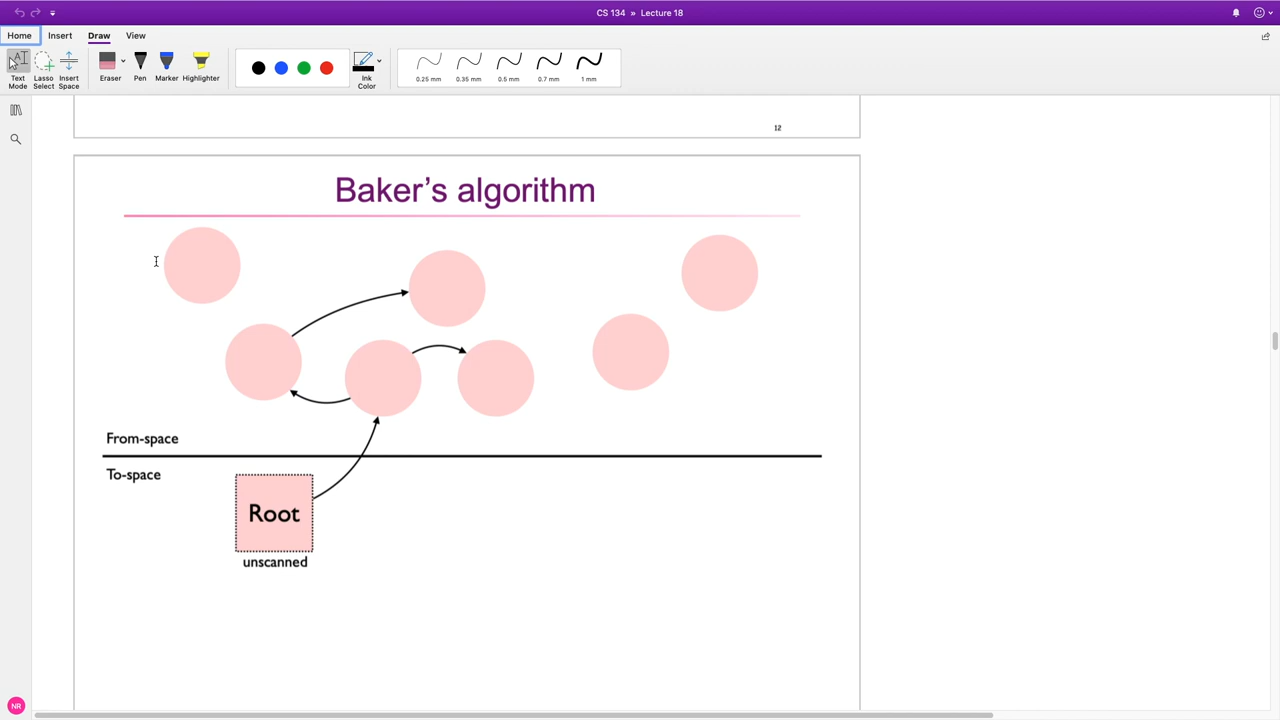 CS 134 » Lecture 18
Home Insert Draw View
Text Mode
Lasso Select
Insert Space
Eraser
Pen
Marker
Highlighter
Ink Color
0.25 mm
0.35 mm
0.5 mm
0.7 mm
1 mm
12
Baker's algorithm
From-space
To-space
Root
unscanned
NR